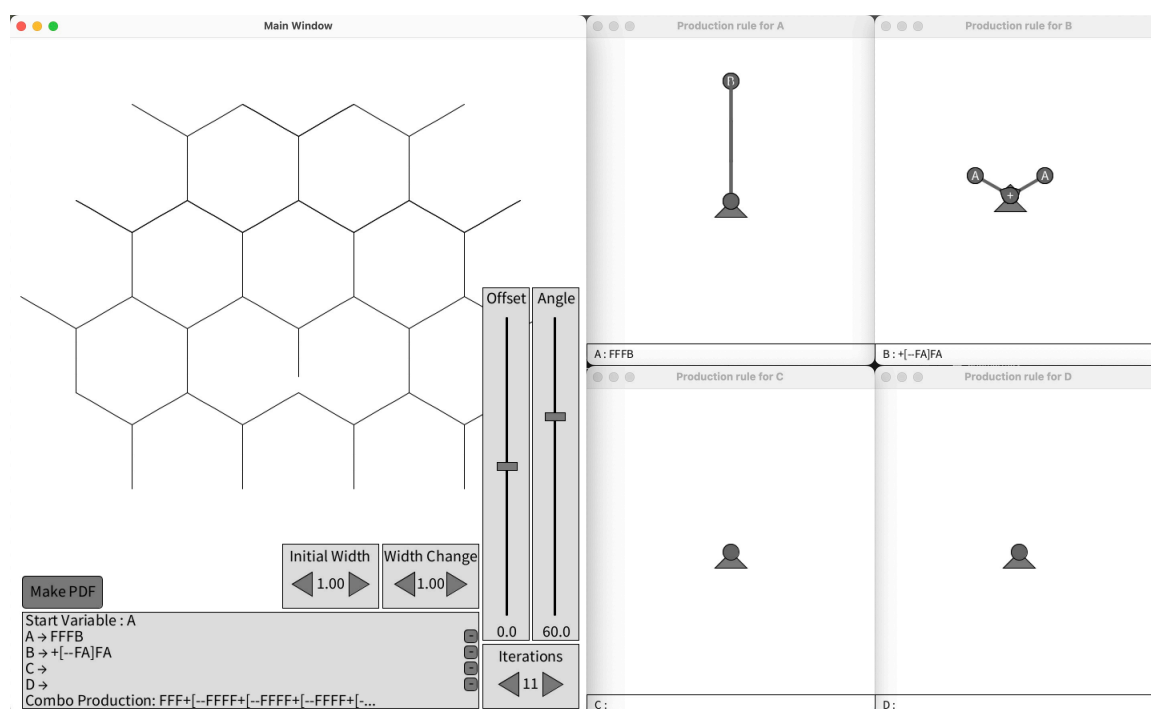 Main Window
Production rule for A
Production rule for B
B
A + A
A : FFFB
B : +[--FA]FA
Production rule for C
Production rule for D
Offset
Angle
0.0
60.0
Initial Width
1.00
Width Change
1.00
Make PDF
Start Variable : A
A → FFFB
B → +[--FA]FA
C →
D →
Combo Production: FFF+[--FFFF+[--FFFF+[--FFFF+[-...
- 
-
-
Iterations
11
C :
D :